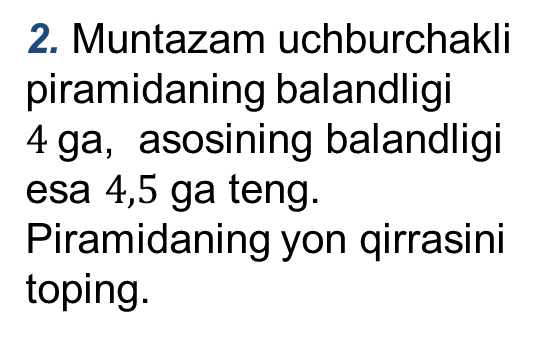 2. Muntazam uchburchakli
piramidaning balandligi
4 ga, asosining balandligi
esa 4,5 ga teng.
Piramidaning yon qirrasini
toping.